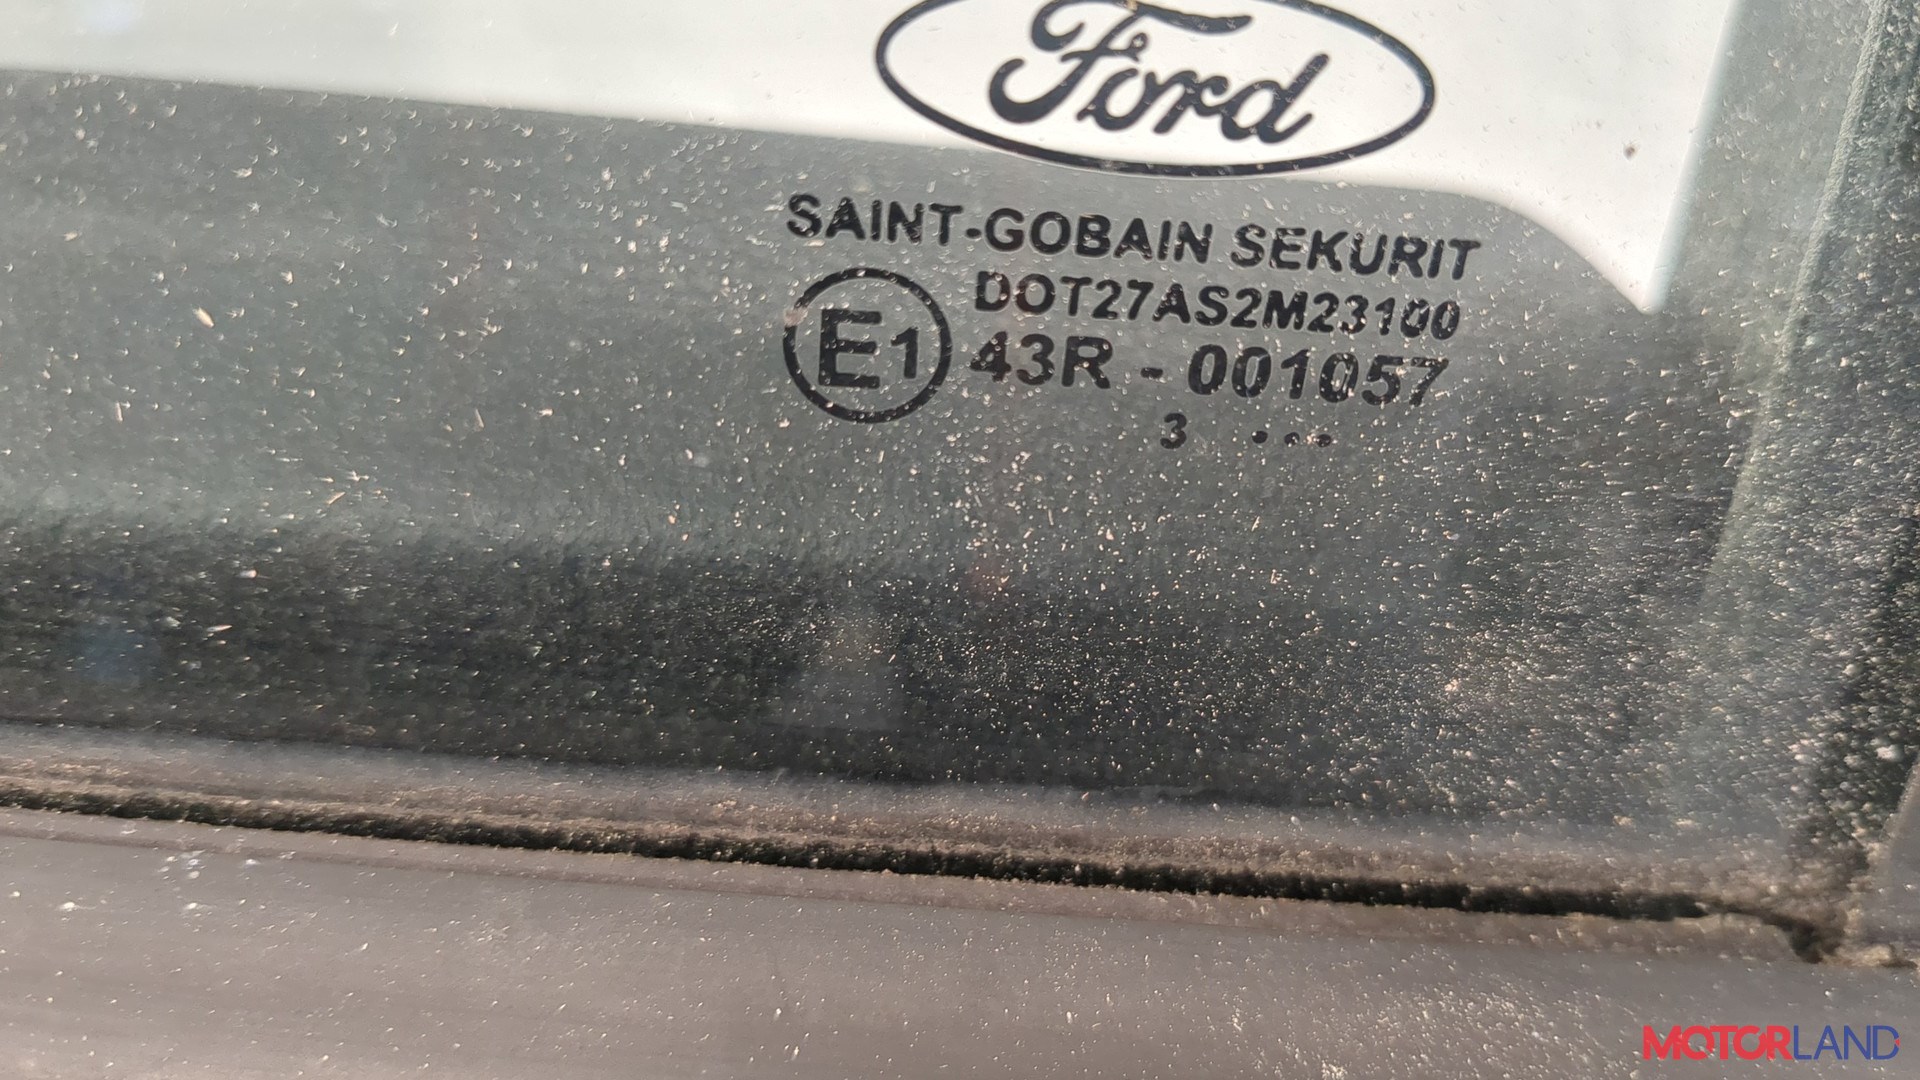 Ford
SAINT-GOBAIN SEKURIT
DOT27AS2M23100
E1 43R - 001057
3 ...
MOTORLAND